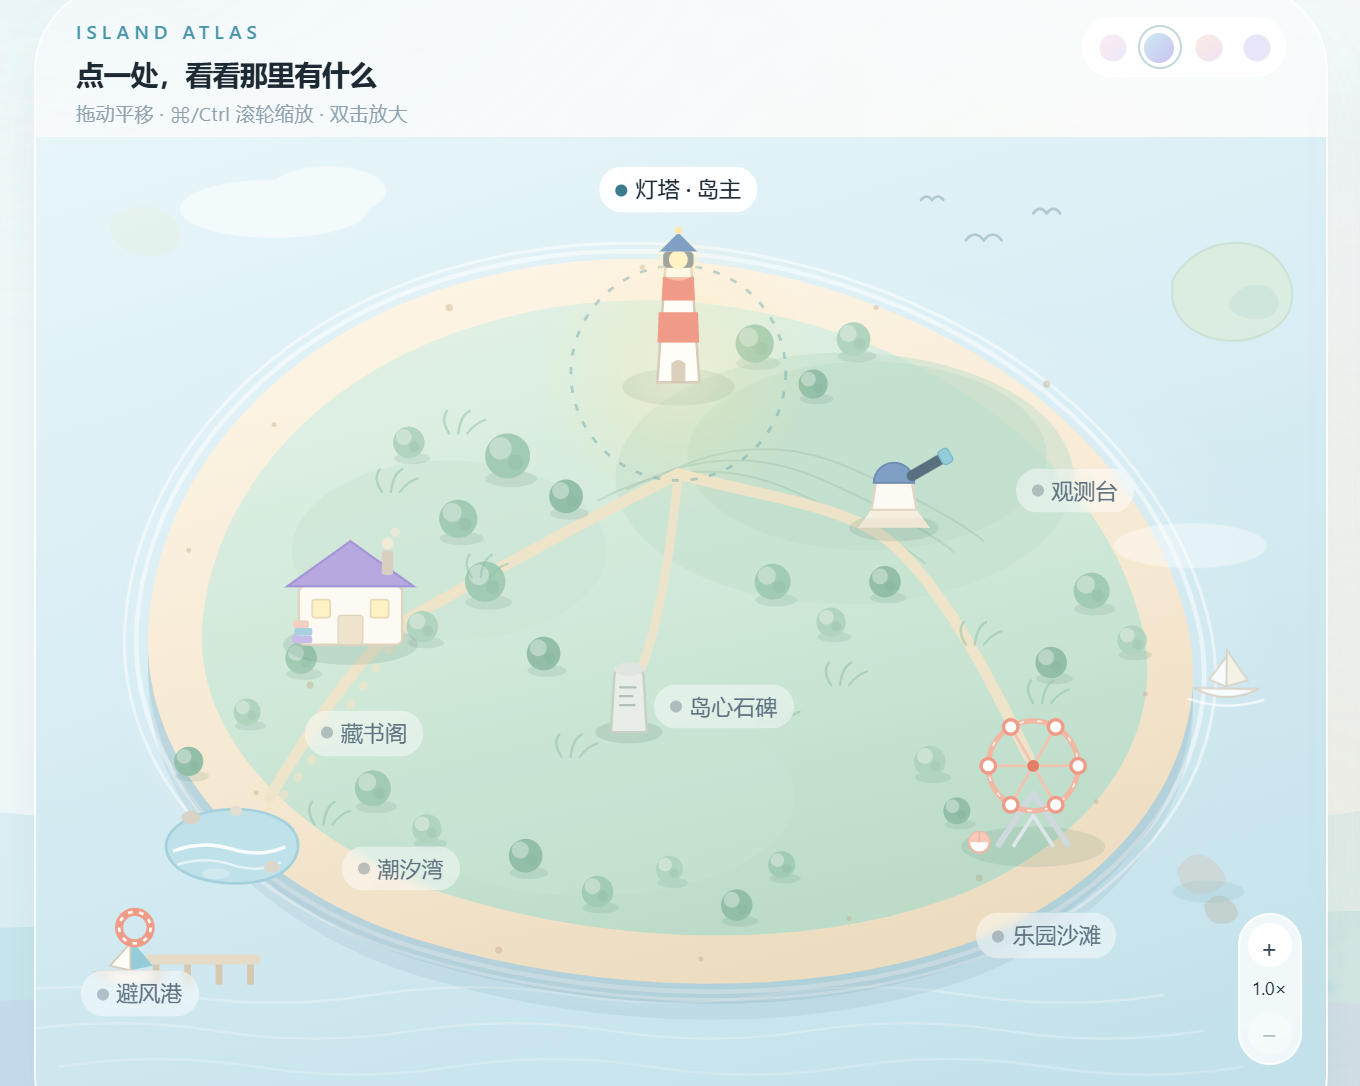 ISLAND ATLAS
点一处，看看那里有什么
拖动平移 · ⌘/Ctrl 滚轮缩放 · 双击放大
灯塔 · 岛主
观测台
岛心石碑
藏书阁
潮汐湾
乐园沙滩
避风港
+
1.0×
−